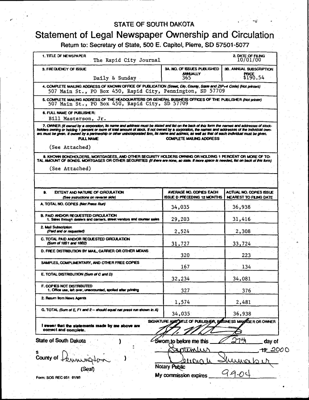 STATE OF SOUTH DAKOTA
Statement of Legal Newspaper Ownership and Circulation
Return to: Secretary of State, 500 E. Capitol, Pierre, SD 57501-5077
1. TITLE OF NEWSPAPER
The Rapid City Journal
2. DATE OF FILING
10/01/00
3. FREQUENCY OF ISSUE
Daily & Sunday
3A. NO. OF ISSUES PUBLISHED ANNUALLY
365
3B. ANNUAL SUBSCRIPTION PRICE
$190.54
4. COMPLETE MAILING ADDRESS OF KNOWN OFFICE OF PUBLICATION (Street, City, County, State and ZIP+4 Code) (Not printers)
507 Main St., PO Box 450, Rapid City, Pennington, SD 57709
5. COMPLETE MAILING ADDRESS OF THE HEADQUARTERS OR GENERAL BUSINESS OFFICES OF THE PUBLISHER (Not printer)
507 Main St., PO Box 450, Rapid City, SD 57709
6. FULL NAME OF PUBLISHER:
Bill Masterson, Jr.
7. OWNER (If owned by a corporation, its name and address must be stated and list on the back of this form the names and addresses of stockholders owning or holding 1 percent or more of total amount of stock. If not owned by a corporation, the names and addresses of the individual owners must be given. If owned by a partnership or other unincorporated firm, its name and address, as well as that of each individual must be given.
FULL NAME
COMPLETE MAILING ADDRESS
(See Attached)
8. KNOWN BONDHOLDERS, MORTGAGEES, AND OTHER SECURITY HOLDERS OWNING OR HOLDING 1 PERCENT OR MORE OF TOTAL AMOUNT OF BONDS, MORTGAGES OR OTHER SECURITIES (If there are none, so state. If more space is needed, list on back of this form)
(See Attached)
9. EXTENT AND NATURE OF CIRCULATION
(See instructions on reverse side)
AVERAGE NO. COPIES EACH ISSUE DURING PRECEDING 12 MONTHS
ACTUAL NO. COPIES ISSUE NEAREST TO FILING DATE
A. TOTAL NO. COPIES (Net Press Run)
34,035
36,938
B. PAID AND/OR REQUESTED CIRCULATION
1. Sales through dealers and carriers, street vendors and counter sales
29,203
31,416
2. Mail Subscription
(Paid and or requested)
2,524
2,308
C. TOTAL PAID AND/OR REQUESTED CIRCULATION
(Sum of 10B1 and 10B2)
31,727
33,724
D. FREE DISTRIBUTION BY MAIL, CARRIER OR OTHER MEANS
320
223
SAMPLES, COMPLIMENTARY, AND OTHER FREE COPIES
167
134
E. TOTAL DISTRIBUTION (Sum of C and D)
32,234
34,081
F. COPIES NOT DISTRIBUTED
1. Office use, left over, unaccounted, spoiled after printing
327
376
2. Return from News Agents
1,574
2,481
G. TOTAL (Sum of E, F1 and 2 - should equal net press run shown in A)
34,035
36,938
I swear that the statements made by me above are correct and complete.
SIGNATURE AND TITLE OF PUBLISHER, BUSINESS MANAGER OR OWNER
State of South Dakota )
County of Pennington )
(Seal)
Sworn to before me this 27th day of
September 2000
Notary Public
My commission expires 9-9-04
Form: SOS REC 051 01/91